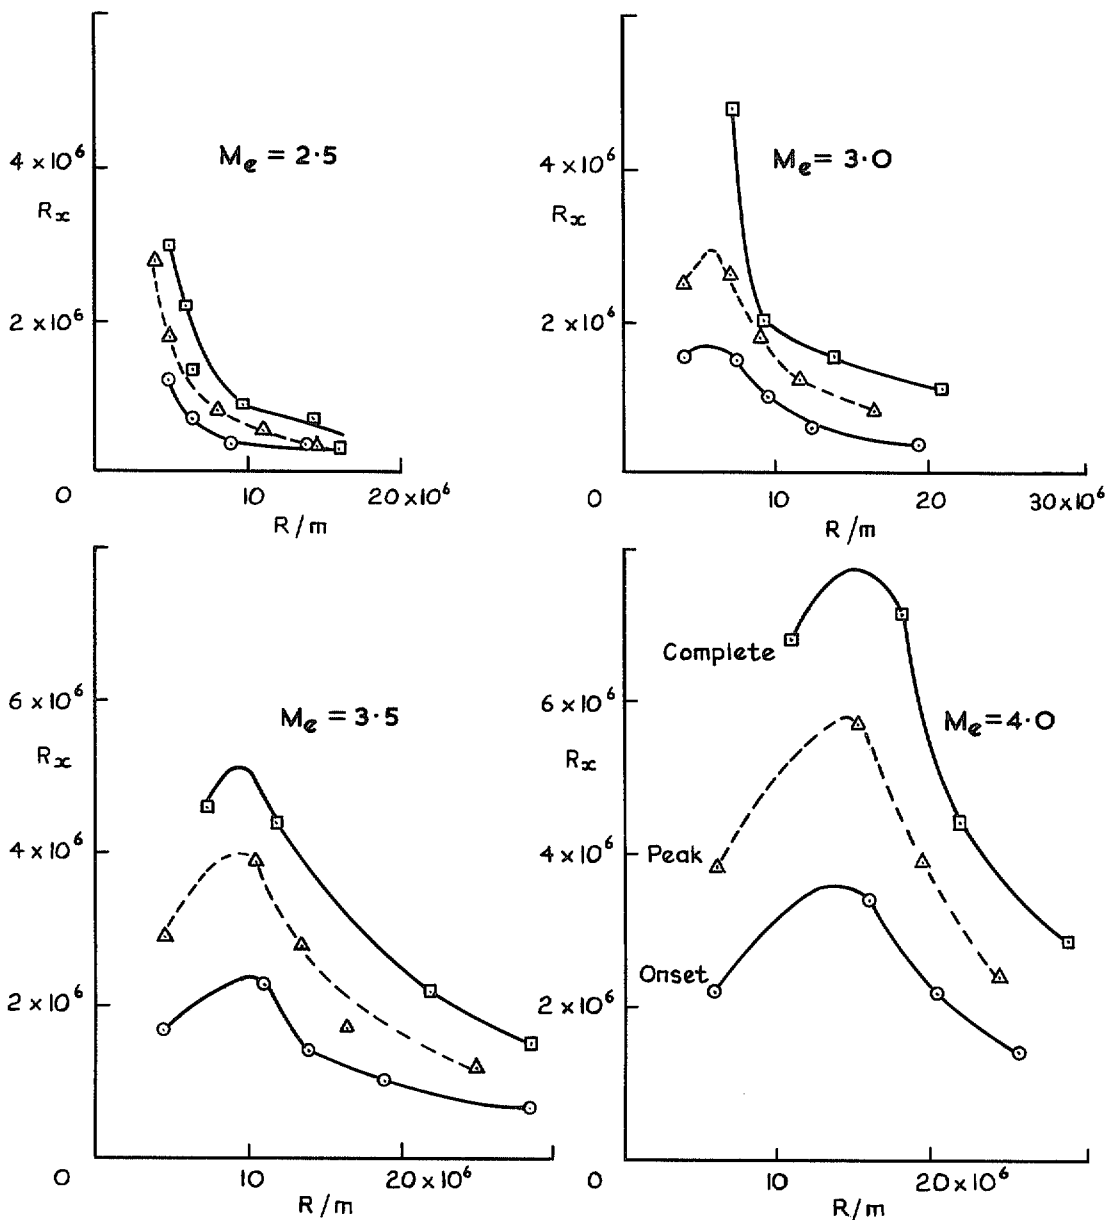 4 × 10⁶
Mₑ = 2·5
Rₓ
2 × 10⁶
0
10
20×10⁶
R/m
4 × 10⁶
Mₑ = 3·0
Rₓ
2 × 10⁶
0
10
20
30×10⁶
R/m
6 × 10⁶
Mₑ = 3·5
Rₓ
4 × 10⁶
2 × 10⁶
0
10
20×10⁶
R/m
Complete
6 × 10⁶
Mₑ=4·0
Rₓ
4 × 10⁶
Peak
Onset
2 × 10⁶
0
10
20×10⁶
R/m